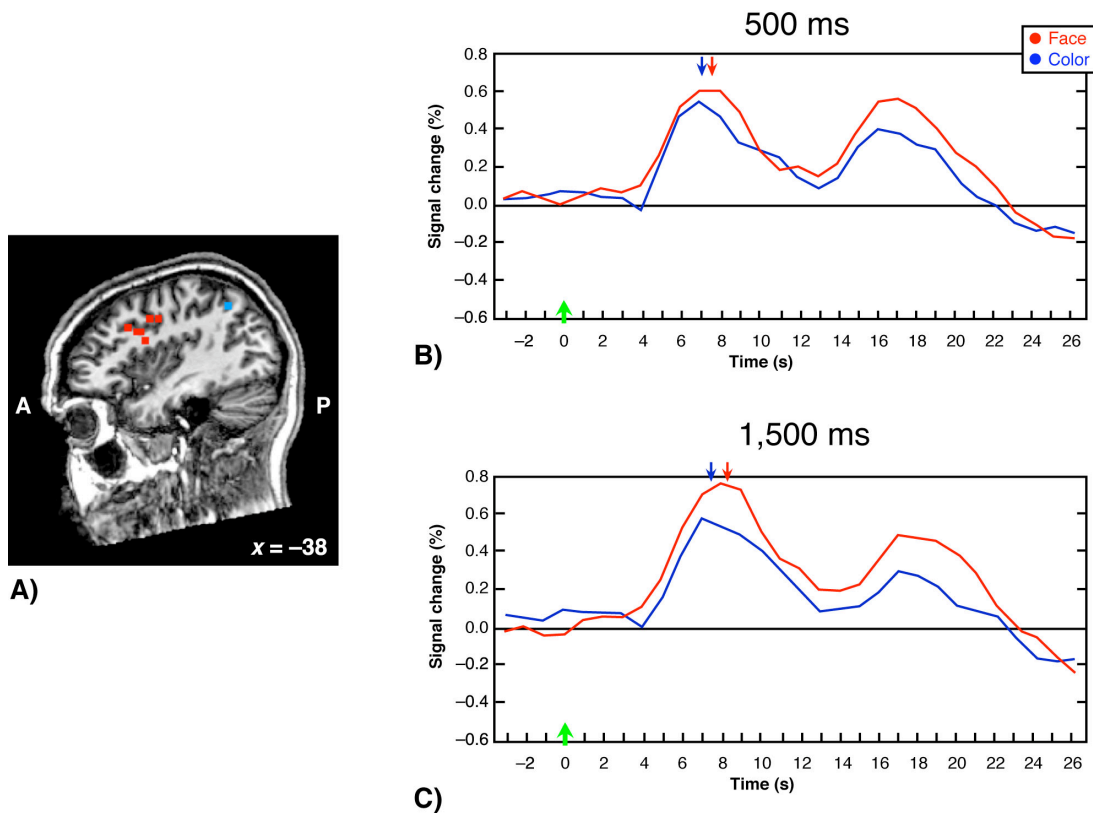 A
P
x = –38
A)
500 ms
Face
Color
Signal change (%)
0.8
0.6
0.4
0.2
0.0
–0.2
–0.4
–0.6
–2 0 2 4 6 8 10 12 14 16 18 20 22 24 26
Time (s)
B)
1,500 ms
Signal change (%)
0.8
0.6
0.4
0.2
0.0
–0.2
–0.4
–0.6
–2 0 2 4 6 8 10 12 14 16 18 20 22 24 26
Time (s)
C)